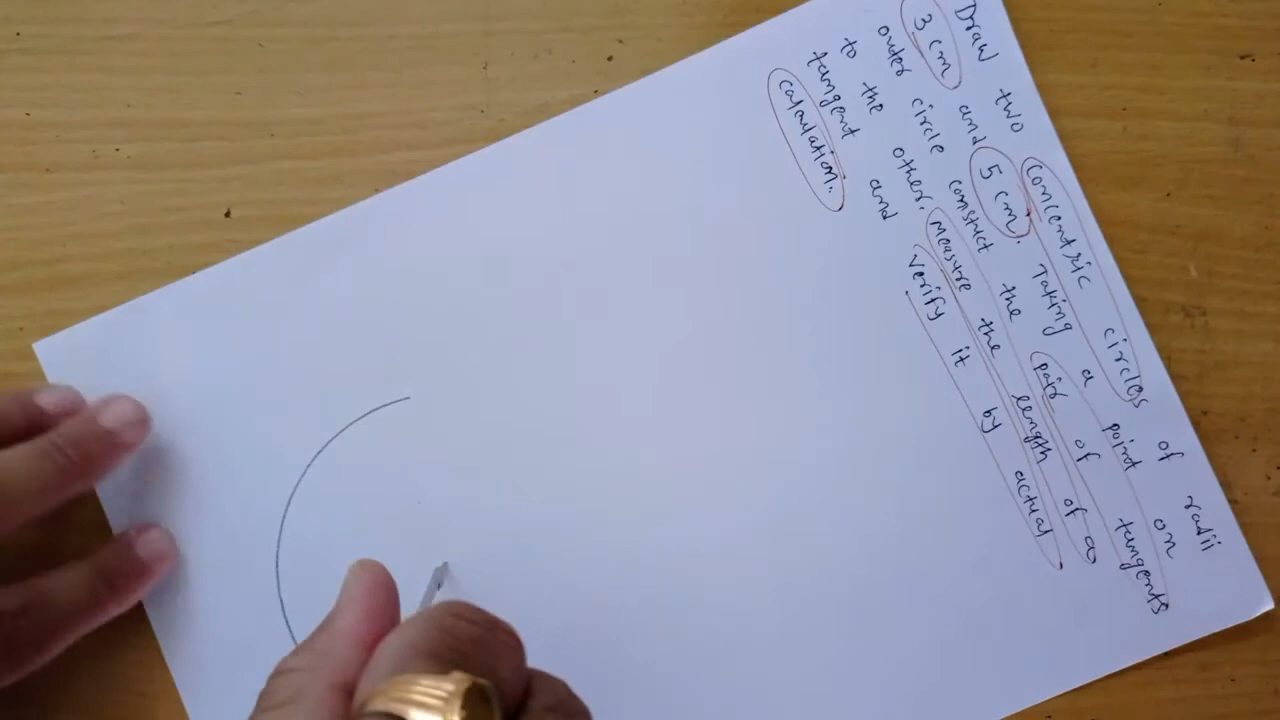 Draw two concentric circles of radii
3 cm and 5 cm. Taking a point on
outer circle construct the pair of tangents
to the other. Measure the length of a
tangent and verify it by actual
calculation.